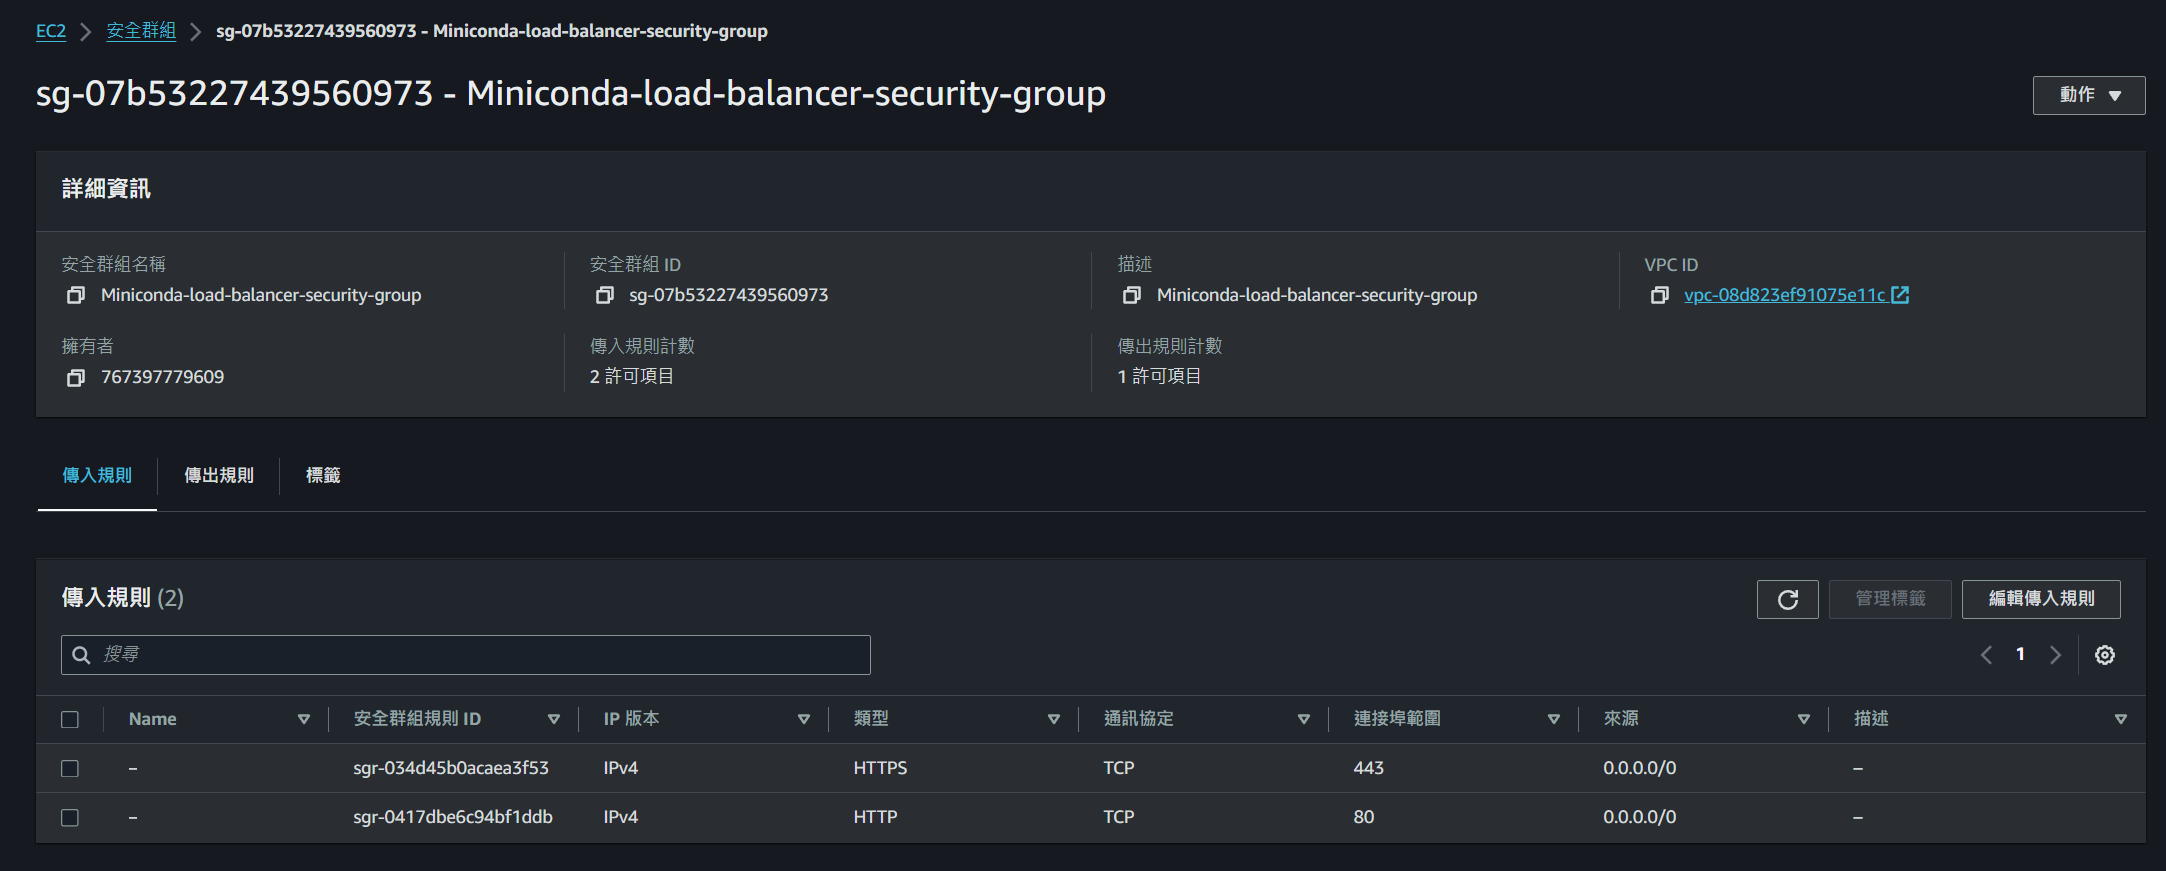 EC2 > 安全群組 > sg-07b53227439560973 - Miniconda-load-balancer-security-group
sg-07b53227439560973 - Miniconda-load-balancer-security-group
動作
詳細資訊
安全群組名稱 安全群組 ID 描述 VPC ID
Miniconda-load-balancer-security-group sg-07b53227439560973 Miniconda-load-balancer-security-group vpc-08d823ef91075e11c
擁有者 傳入規則計數 傳出規則計數
767397779609 2 許可項目 1 許可項目
傳入規則 傳出規則 標籤
傳入規則 (2) 管理標籤 編輯傳入規則
搜尋 1
Name 安全群組規則 ID IP 版本 類型 通訊協定 連接埠範圍 來源 描述
– sgr-034d45b0acaea3f53 IPv4 HTTPS TCP 443 0.0.0.0/0 –
– sgr-0417dbe6c94bf1ddb IPv4 HTTP TCP 80 0.0.0.0/0 –